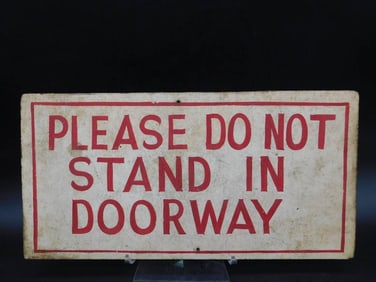 PLEASE DO NOT
STAND IN
DOORWAY